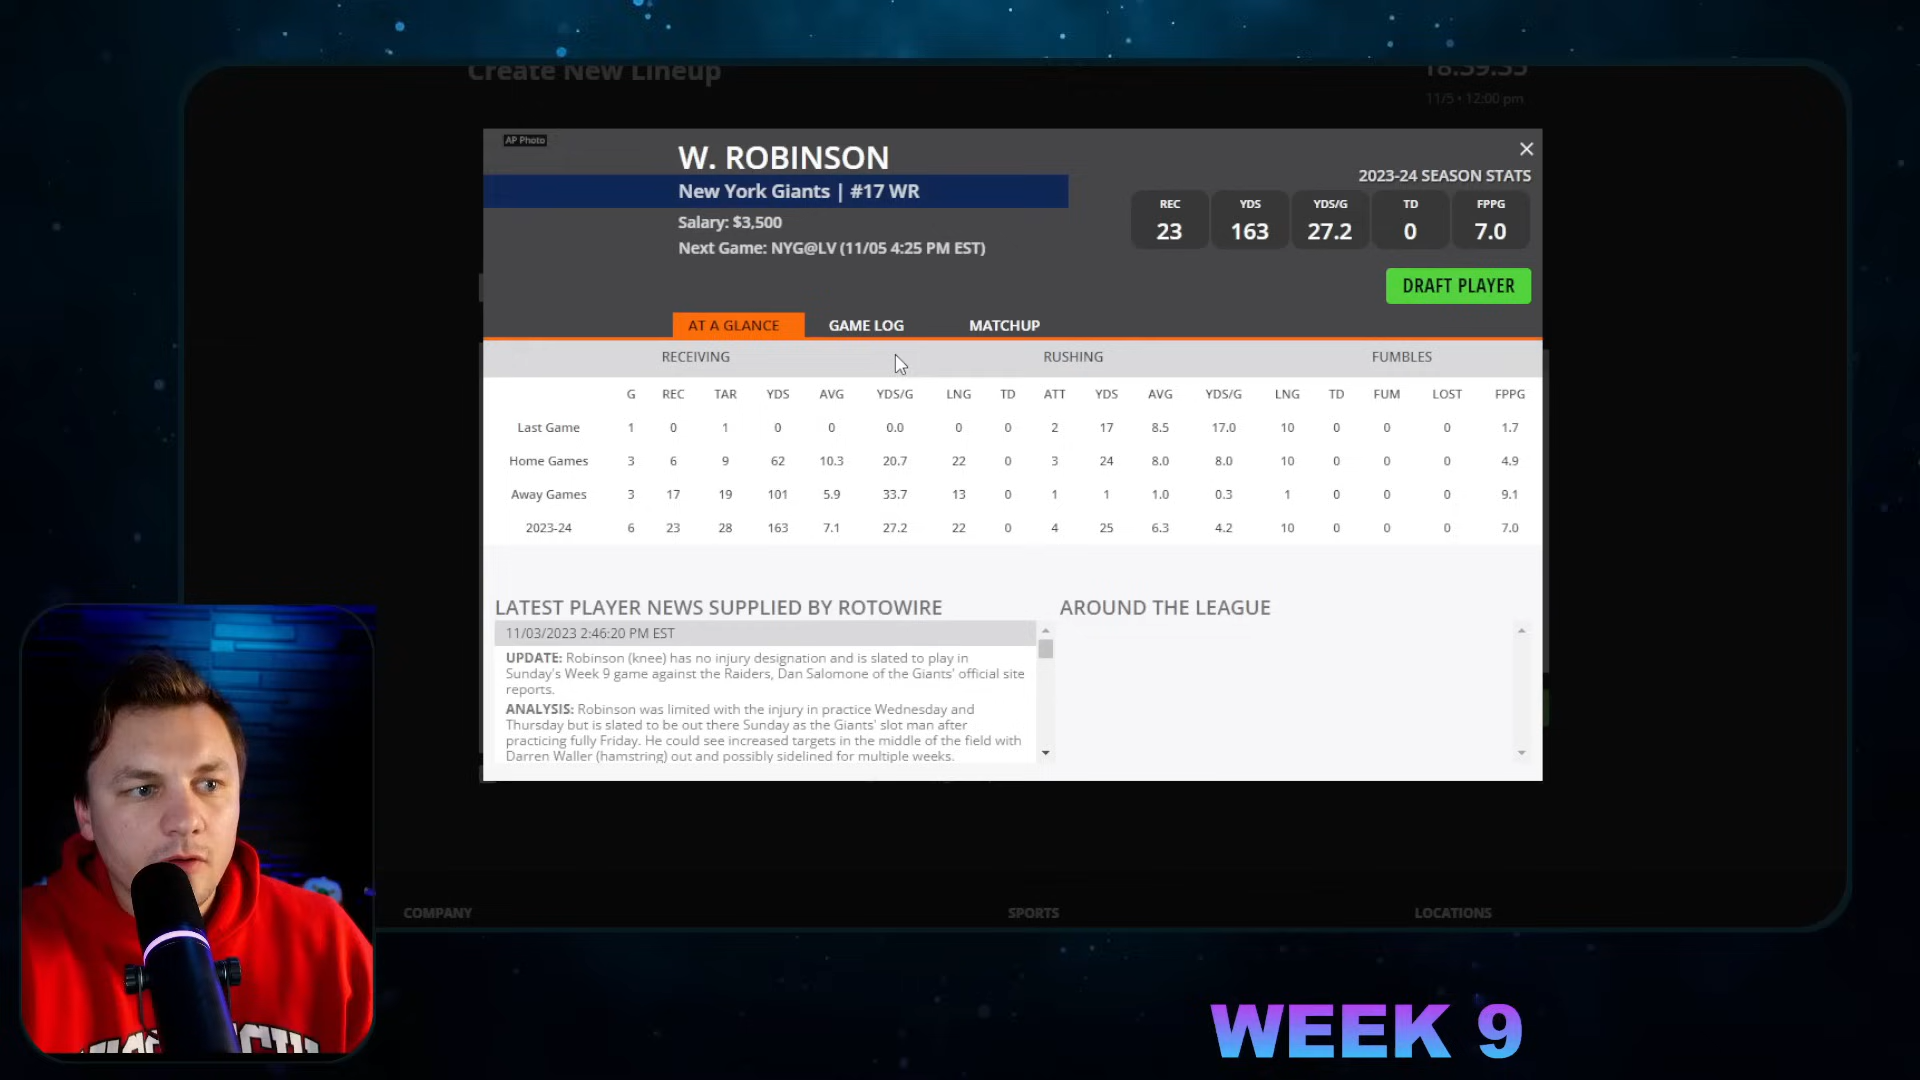 Create New Lineup
18:39:35
11/5 • 12:00 pm
AP Photo
W. ROBINSON
New York Giants | #17 WR
Salary: $3,500
Next Game: NYG@LV (11/05 4:25 PM EST)
2023-24 SEASON STATS
REC YDS YDS/G TD FPPG
23 163 27.2 0 7.0
DRAFT PLAYER
AT A GLANCE GAME LOG MATCHUP
RECEIVING RUSHING FUMBLES
G REC TAR YDS AVG YDS/G LNG TD ATT YDS AVG YDS/G LNG TD FUM LOST FPPG
Last Game 1 0 1 0 0 0.0 0 0 2 17 8.5 17.0 10 0 0 0 1.7
Home Games 3 6 9 62 10.3 20.7 22 0 3 24 8.0 8.0 10 0 0 0 4.9
Away Games 3 17 19 101 5.9 33.7 13 0 1 1 1.0 0.3 1 0 0 0 9.1
2023-24 6 23 28 163 7.1 27.2 22 0 4 25 6.3 4.2 10 0 0 0 7.0
LATEST PLAYER NEWS SUPPLIED BY ROTOWIRE
11/03/2023 2:46:20 PM EST
UPDATE: Robinson (knee) has no injury designation and is slated to play in
Sunday's Week 9 game against the Raiders, Dan Salomone of the Giants' official site
reports.
ANALYSIS: Robinson was limited with the injury in practice Wednesday and
Thursday but is slated to be out there Sunday as the Giants' slot man after
practicing fully Friday. He could see increased targets in the middle of the field with
Darren Waller (hamstring) out and possibly sidelined for multiple weeks.
AROUND THE LEAGUE
COMPANY SPORTS LOCATIONS
WEEK 9